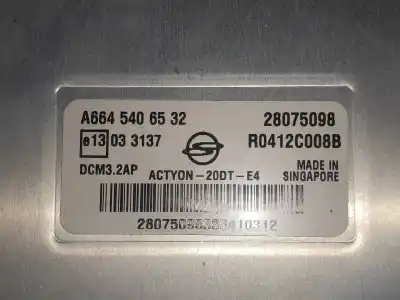 A664 540 65 32 28075098
e13 03 3137 R0412C008B
DCM3.2AP ACTYON-20DT-E4 MADE IN
SINGAPORE